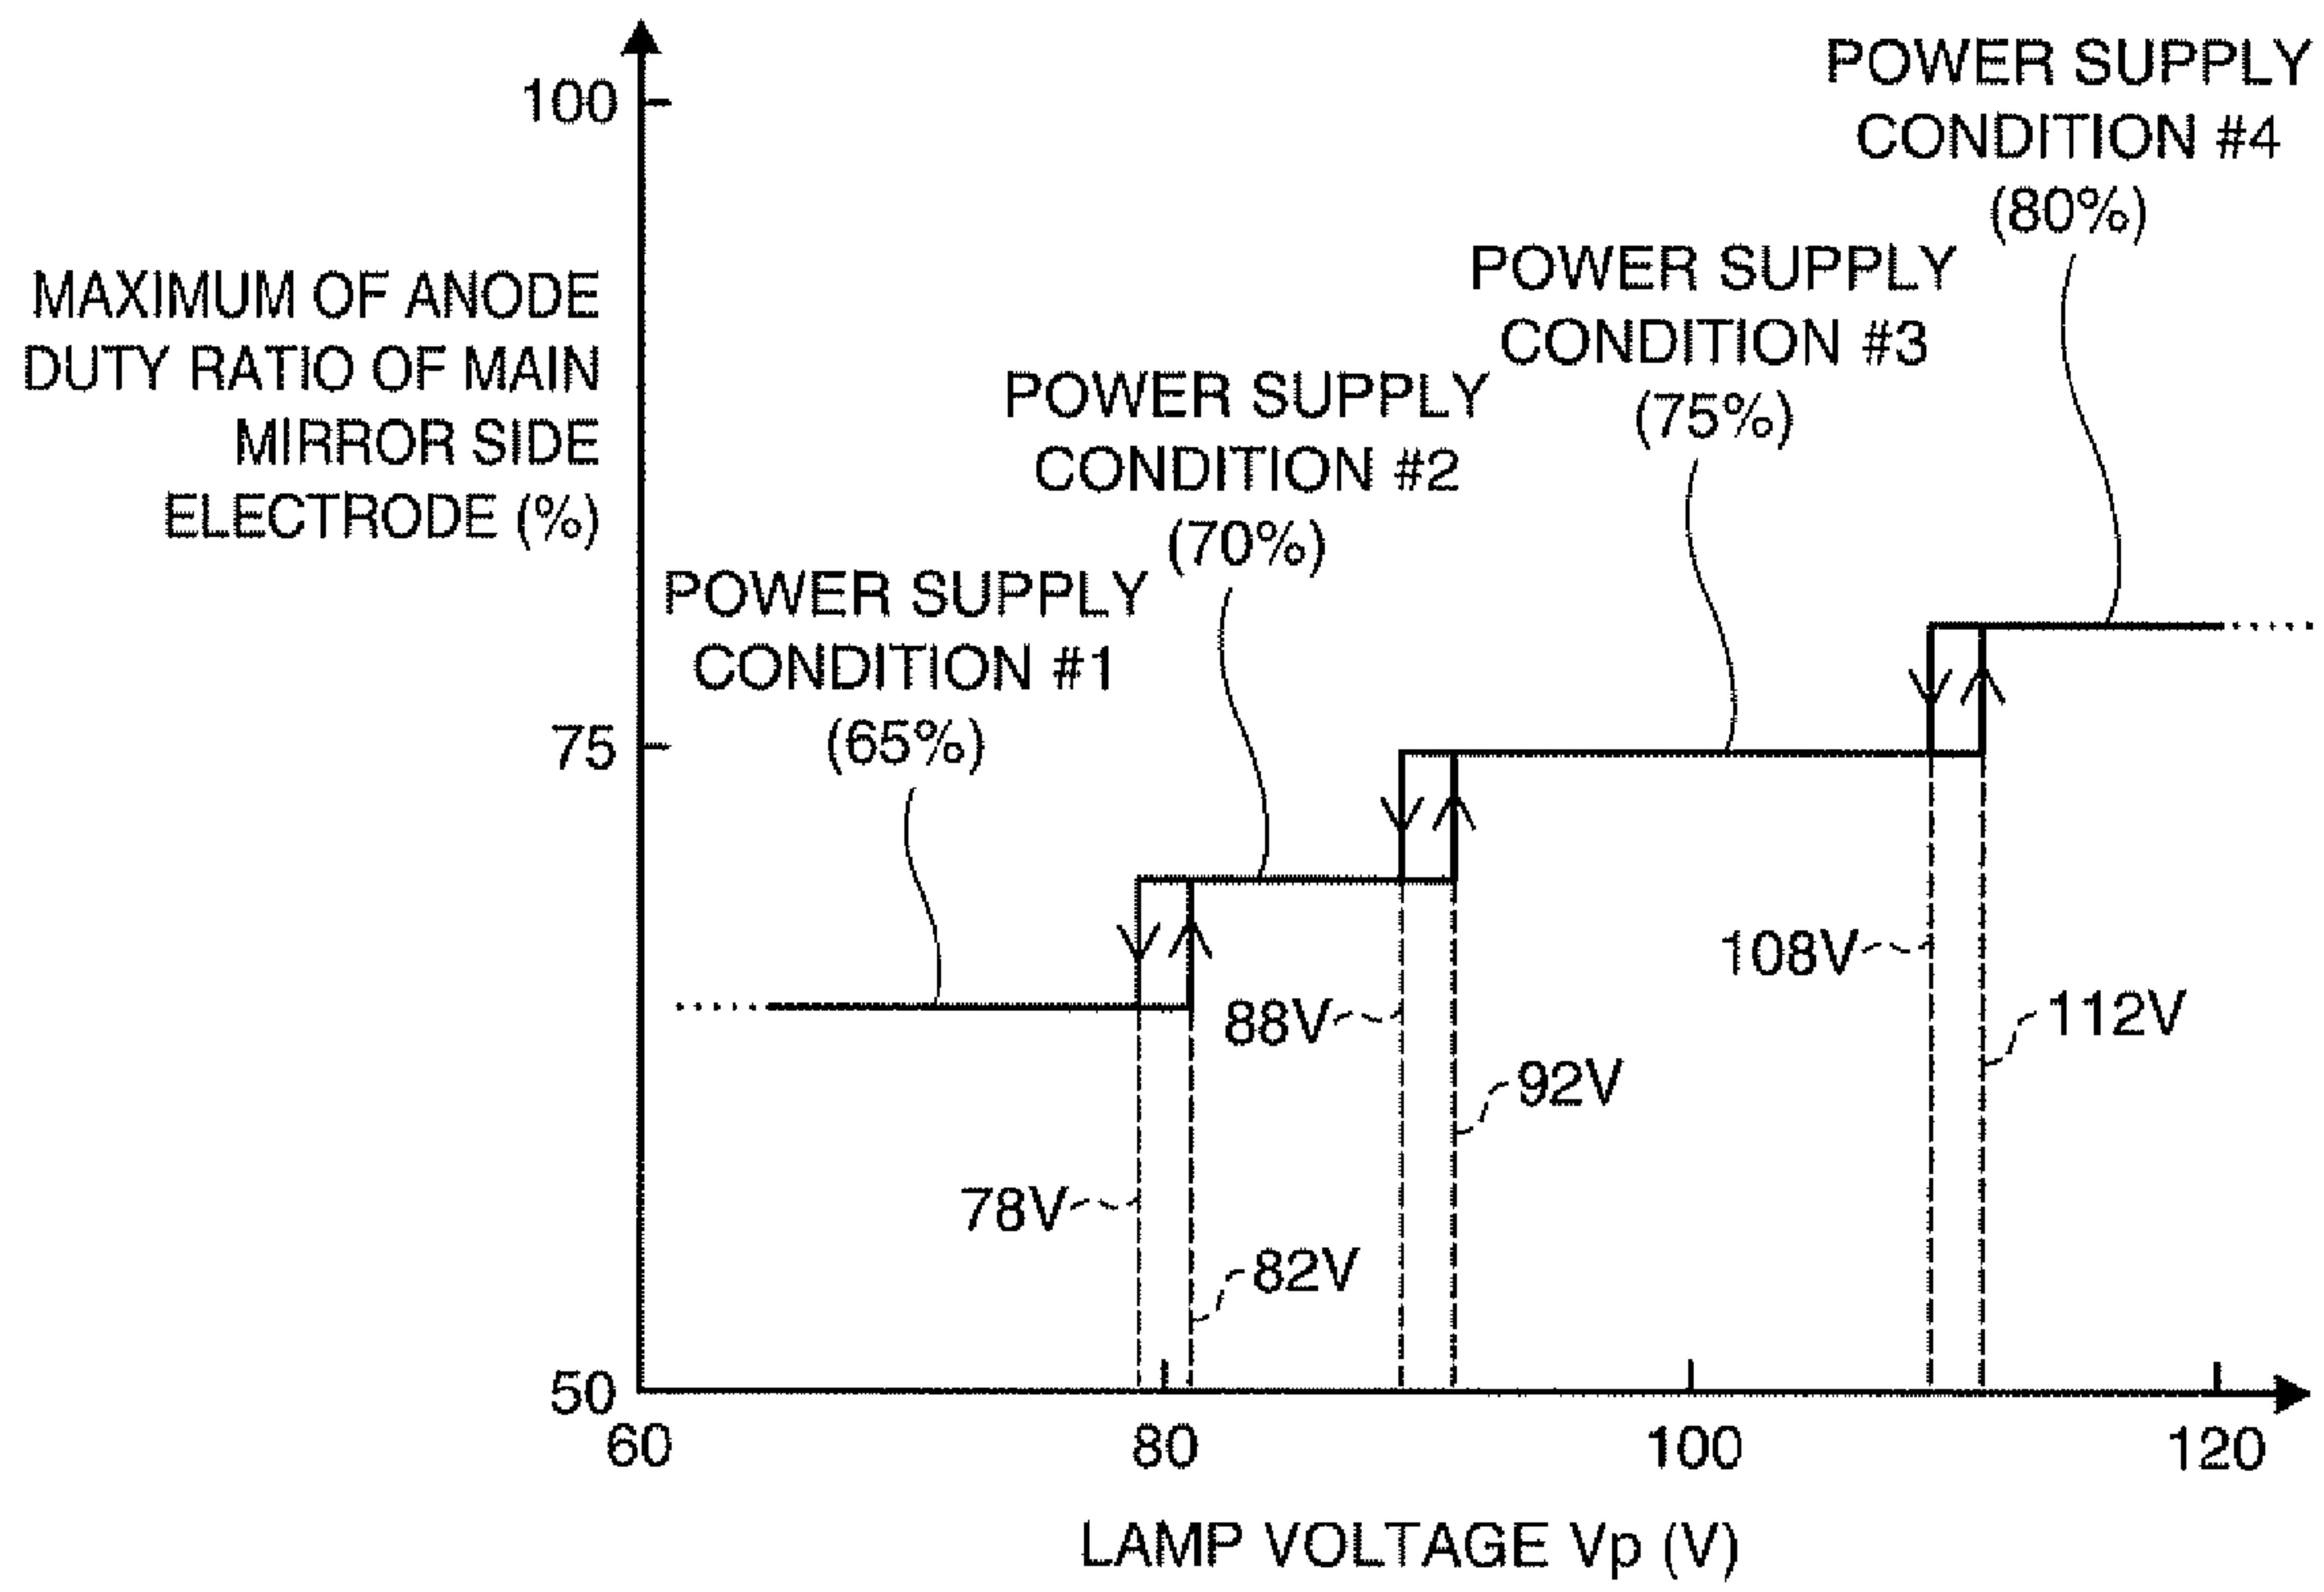 100
POWER SUPPLY
CONDITION #4
(80%)
MAXIMUM OF ANODE
DUTY RATIO OF MAIN
MIRROR SIDE
ELECTRODE (%)
POWER SUPPLY
CONDITION #3
(75%)
POWER SUPPLY
CONDITION #2
(70%)
POWER SUPPLY
CONDITION #1
(65%)
75
108V
88V
112V
92V
78V
82V
50
60
80
100
120
LAMP VOLTAGE Vp (V)